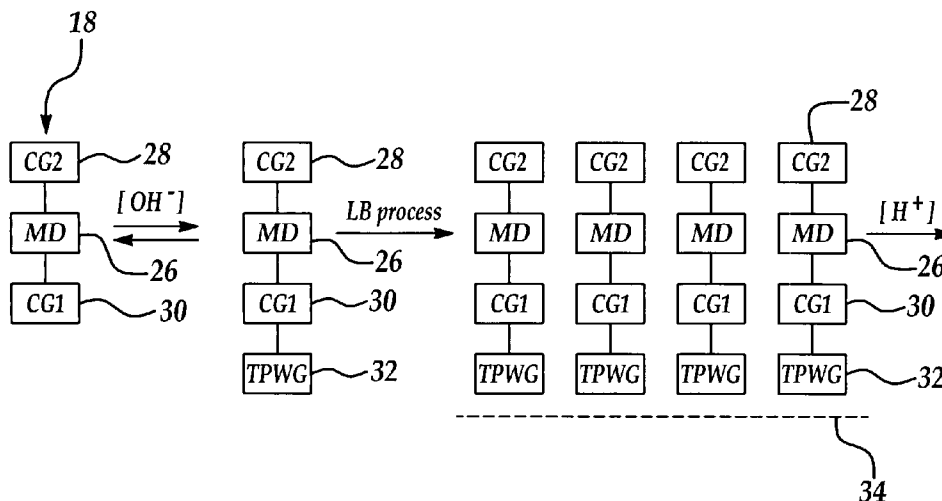 18
28
CG2 28 CG2 28 CG2 CG2 CG2 CG2
[OH⁻] LB process [H⁺]
MD MD MD MD MD MD
26 26 26
CG1 30 CG1 30 CG1 CG1 CG1 CG1 30
TPWG 32 TPWG TPWG TPWG TPWG 32
34